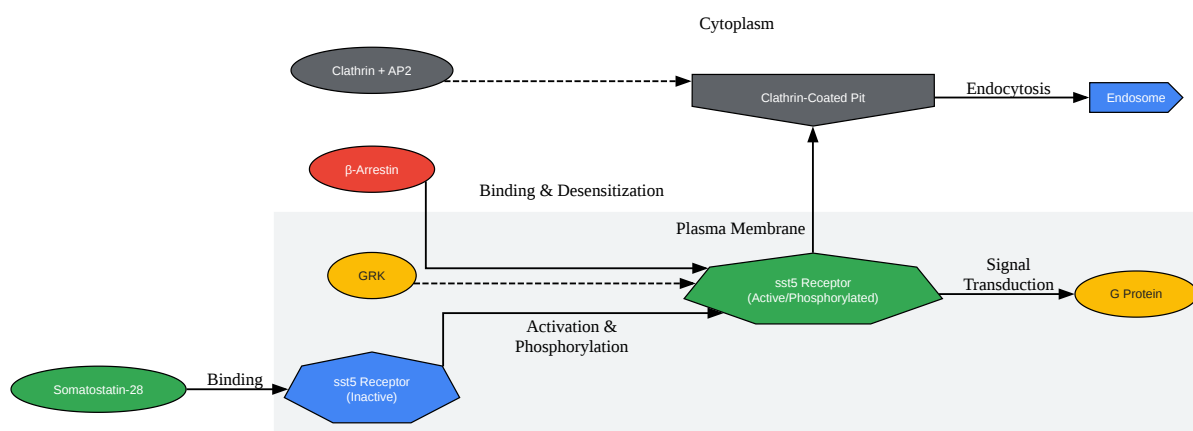 Cytoplasm
Clathrin + AP2
Clathrin-Coated Pit
Endocytosis
Endosome
β-Arrestin
Binding & Desensitization
Plasma Membrane
GRK
sst5 Receptor
(Active/Phosphorylated)
Signal
Transduction
G Protein
Activation &
Phosphorylation
Somatostatin-28
Binding
sst5 Receptor
(Inactive)